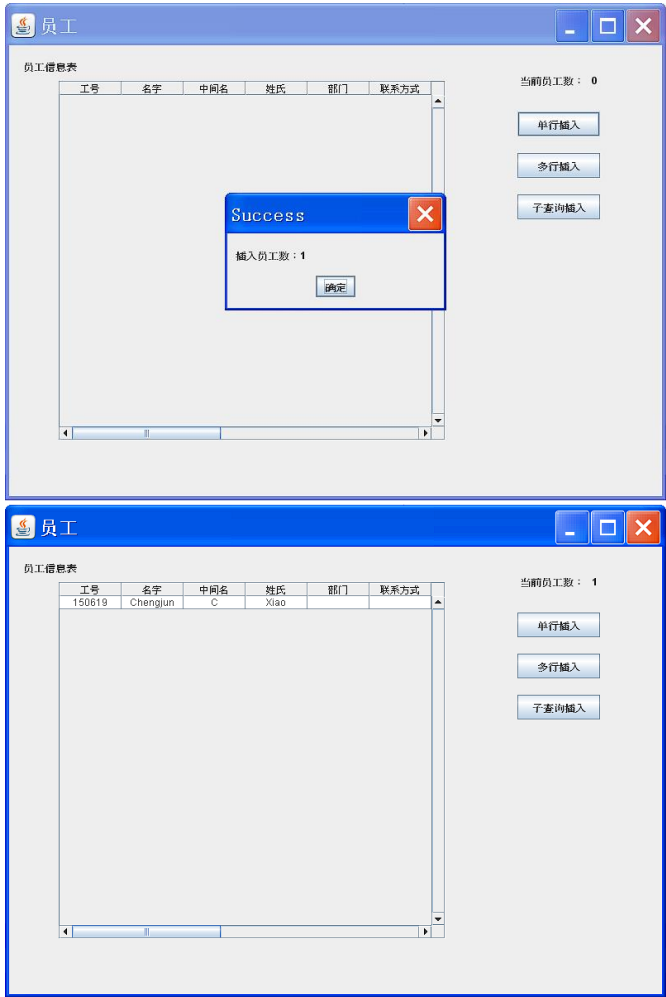 员工
员工信息表
当前员工数： 0
工号 名字 中间名 姓氏 部门 联系方式
单行插入
多行插入
子查询插入
Success
插入员工数：1
确定
员工
员工信息表
当前员工数： 1
工号 名字 中间名 姓氏 部门 联系方式
150619 Chengjun C Xiao
单行插入
多行插入
子查询插入